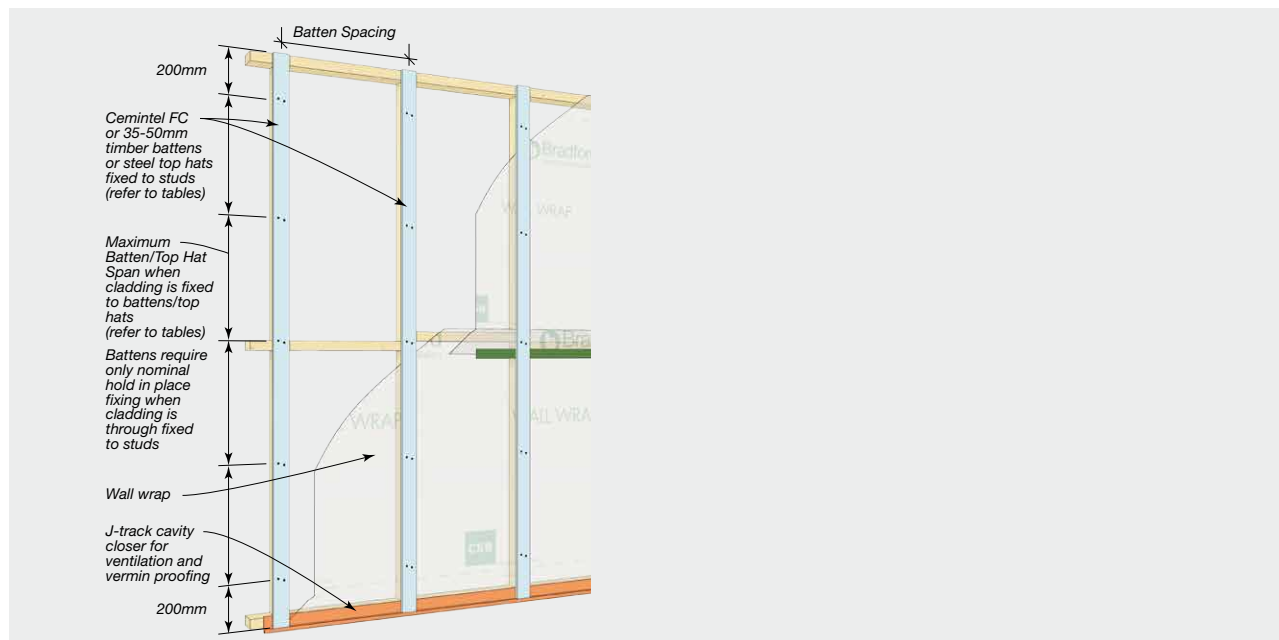 Batten Spacing
200mm
Cemintel FC
or 35-50mm
timber battens
or steel top hats
fixed to studs
(refer to tables)
Bradford
WRAP
Maximum
Batten/Top Hat
Span when
cladding is fixed
to battens/top
hats
(refer to tables)
Bra
Battens require
only nominal
hold in place
fixing when
cladding is
through fixed
to studs
WRAP
WALL WRA
Wall wrap
J-track cavity
closer for
ventilation and
vermin proofing
CSR
200mm